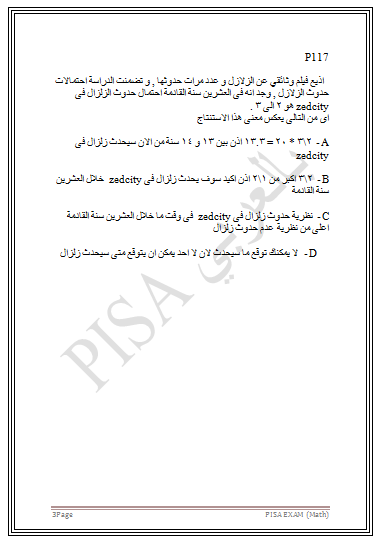 P117
اذيع فيلم وثائقي عن الزلازل و عدد مرات حدوثها , و تضمنت الدراسة احتمالات
حدوث الزلازل , وجد انه فى العشرين سنة القائمة احتمال حدوث الزلزال فى
zedcity هو ٢ الى ٣ .
اى من التالى يعكس معنى هذا الاستنتاج
A- ٣\٢ * ٢٠ = ١٣.٣ اذن بين ١٣ و ١٤ سنة من الان سيحدث زلزال فى
zedcity
B- ٣\٢ اكبر من ٢\١ اذن اكيد سوف يحدث زلزال فى zedcity خلال العشرين
سنة القائمة
C- نظرية حدوث زلزال فى zedcity فى وقت ما خلال العشرين سنة القائمة
اعلى من نظرية عدم حدوث زلزال
D- لا يمكنك توقع ما سيحدث لان لا احد يمكن ان يتوقع متى سيحدث زلزال
PISA بالعربي
3Page
PISA EXAM (Math)